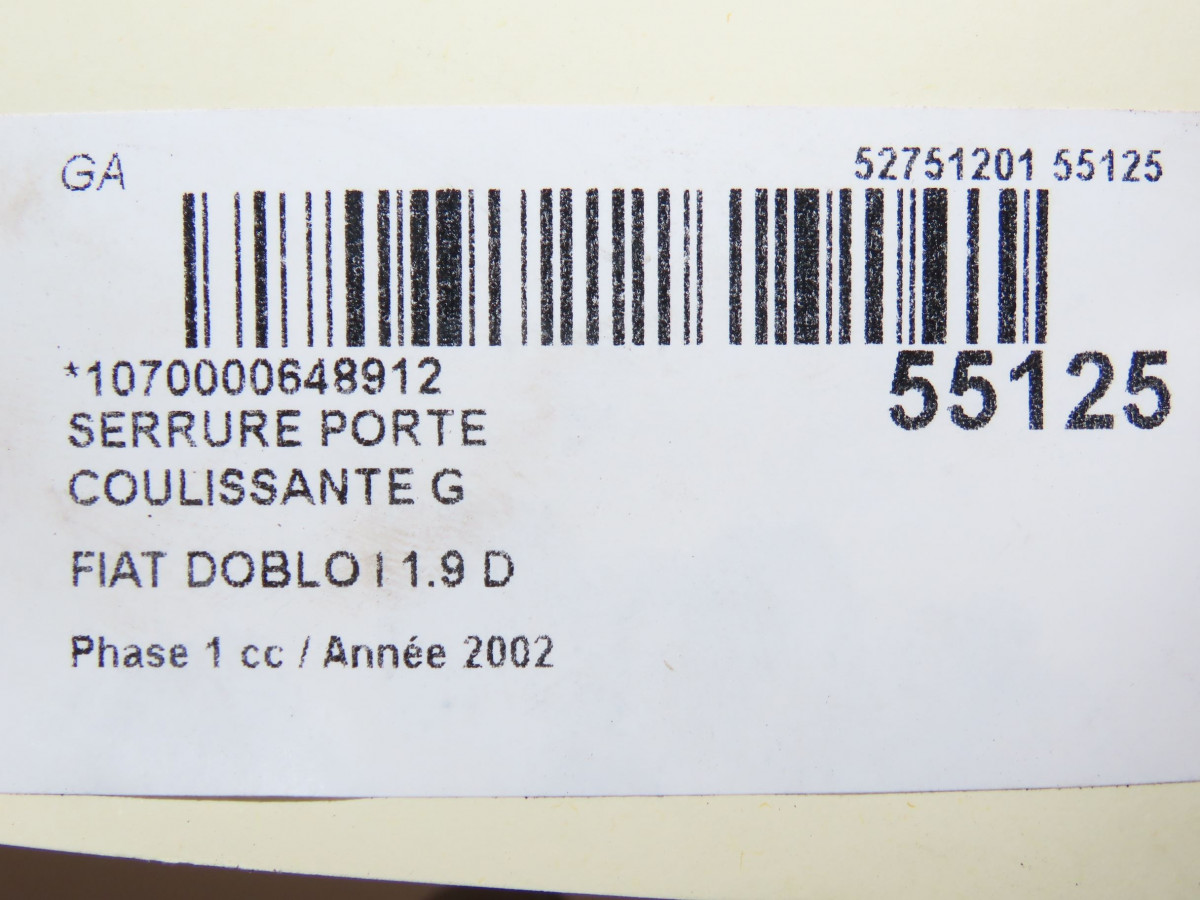 GA
52751201 55125
*1070000648912
55125
SERRURE PORTE
COULISSANTE G
FIAT DOBLO I 1.9 D
Phase 1 cc / Année 2002